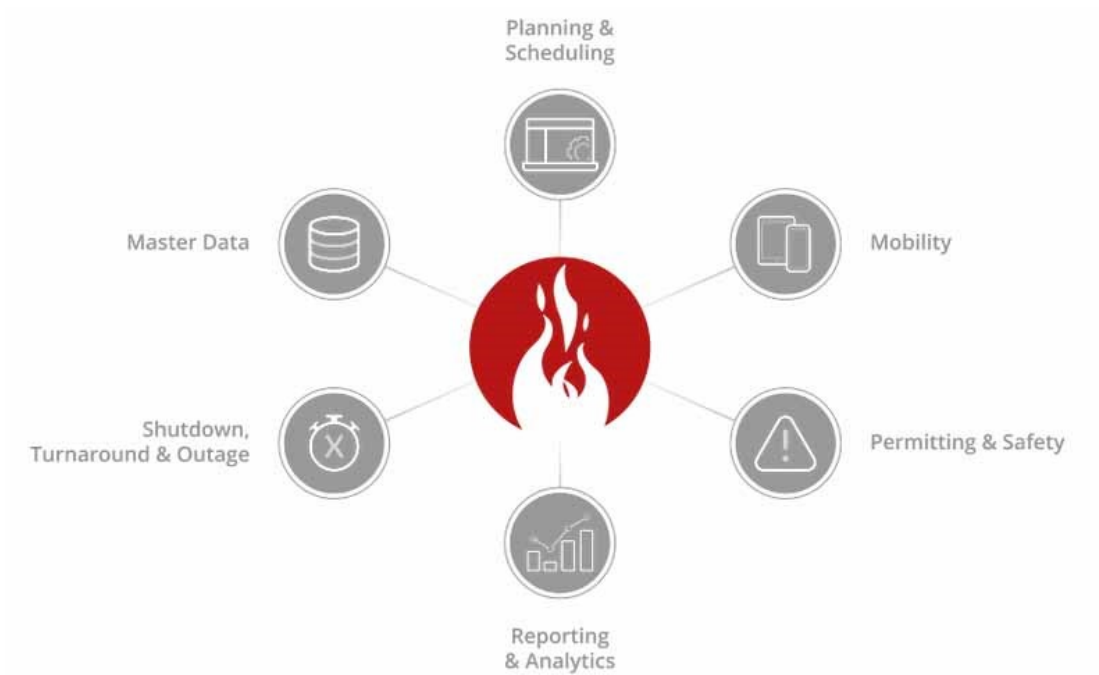 Planning &
Scheduling
Master Data
Mobility
Shutdown,
Turnaround & Outage
X
Permitting & Safety
Reporting
& Analytics